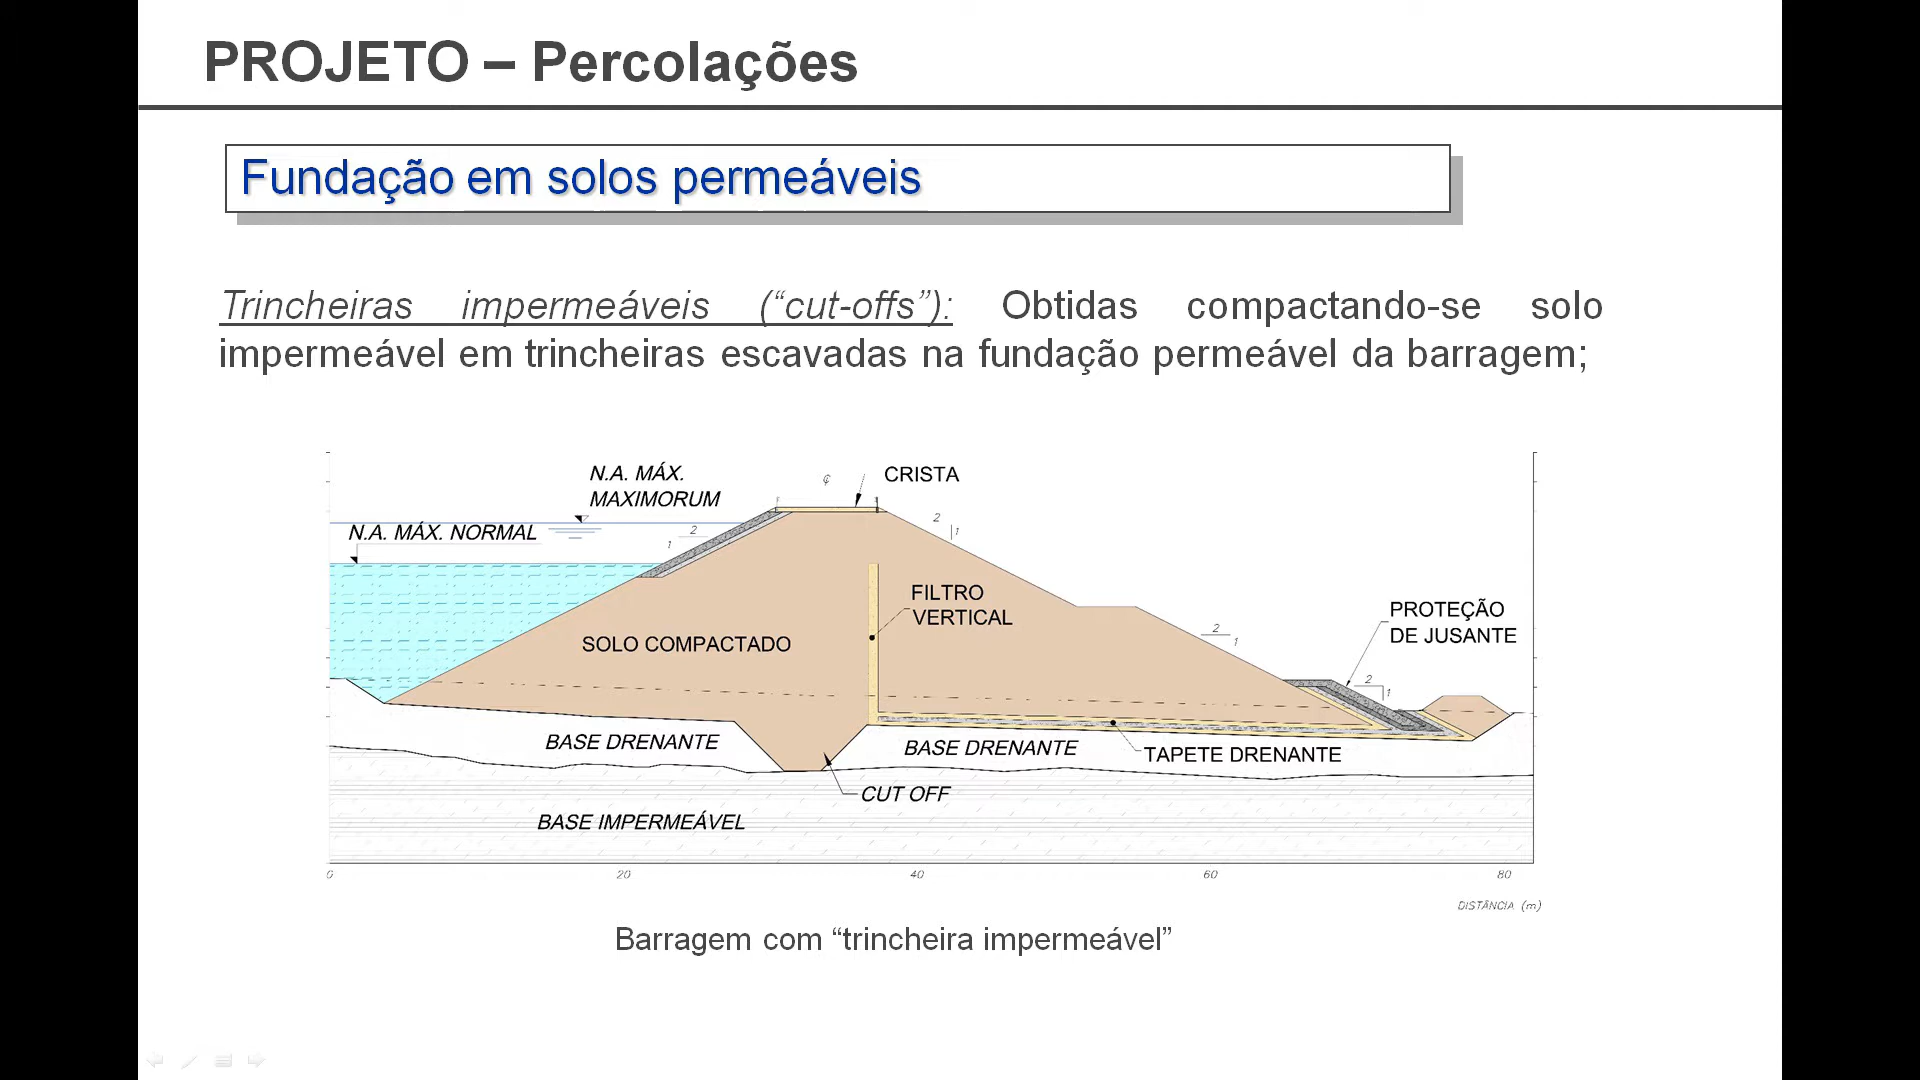 PROJETO – Percolações
Fundação em solos permeáveis
Trincheiras impermeáveis (“cut-offs”): Obtidas compactando-se solo
impermeável em trincheiras escavadas na fundação permeável da barragem;
N.A. MÁX.
MAXIMORUM
CRISTA
N.A. MÁX. NORMAL
2
1
2
1
FILTRO
VERTICAL
PROTEÇÃO
DE JUSANTE
SOLO COMPACTADO
2
1
2
1
BASE DRENANTE
BASE DRENANTE
TAPETE DRENANTE
CUT OFF
BASE IMPERMEÁVEL
0 20 40 60 80
DISTÂNCIA (m)
Barragem com “trincheira impermeável”